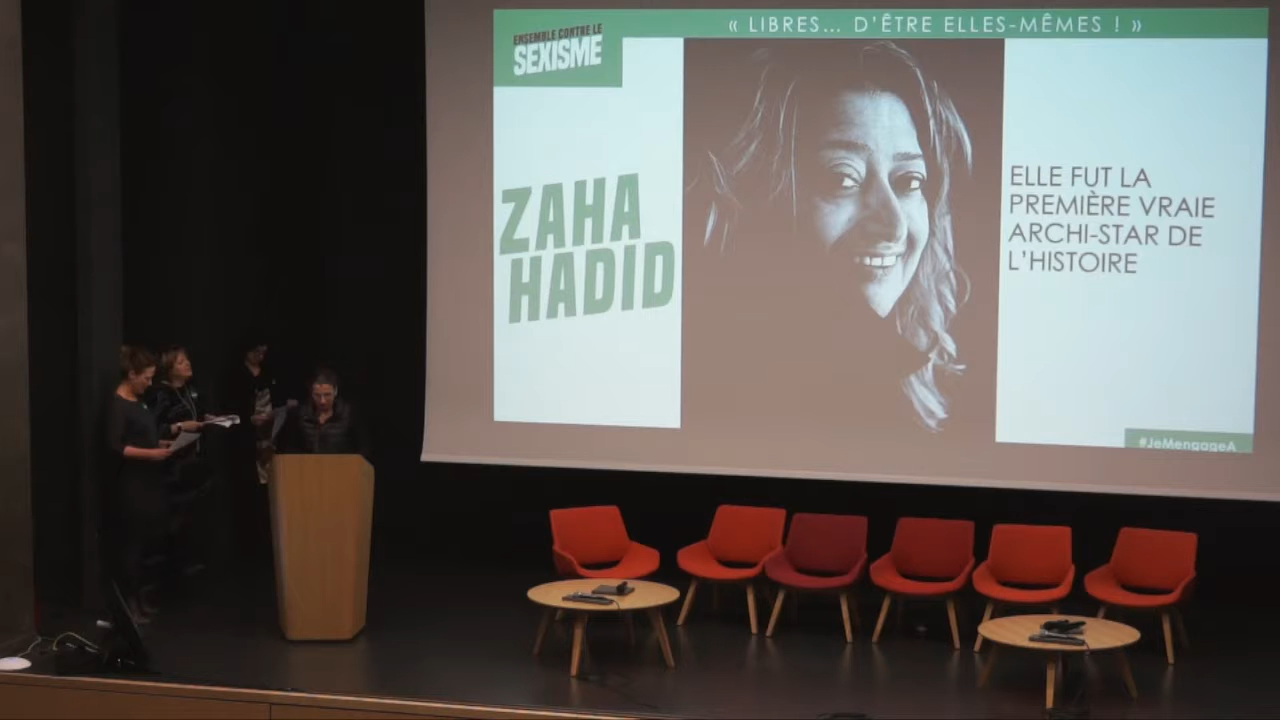 ENSEMBLE CONTRE LE
SEXISME
« LIBRES... D'ÊTRE ELLES-MÊMES ! »
ZAHA
HADID
ELLE FUT LA
PREMIÈRE VRAIE
ARCHI-STAR DE
L'HISTOIRE
#JeMengageA